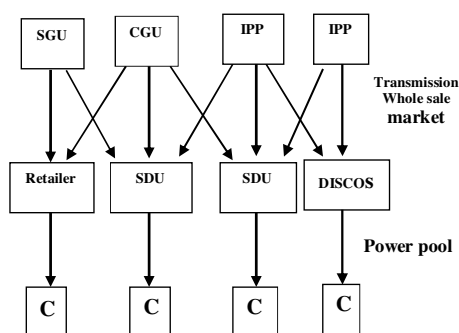 SGU
CGU
IPP
IPP
Transmission
Whole sale
market
Retailer
SDU
SDU
DISCOS
Power pool
C
C
C
C